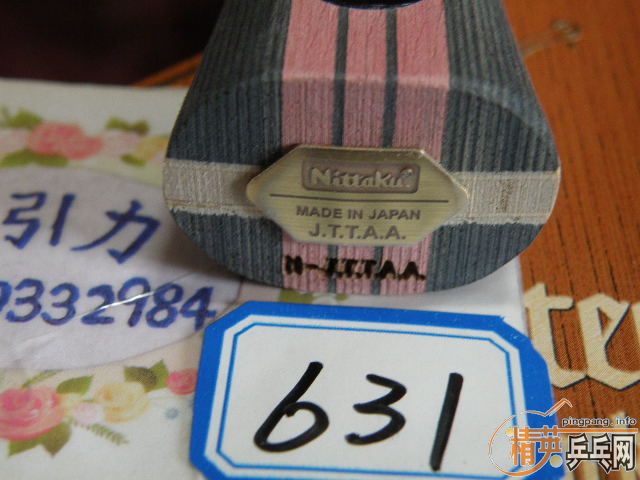 Nittaku
MADE IN JAPAN
J.T.T.A.A.
N-J.T.T.A.A.
引力
9332984
631
pingpang.info
精英乒乓网